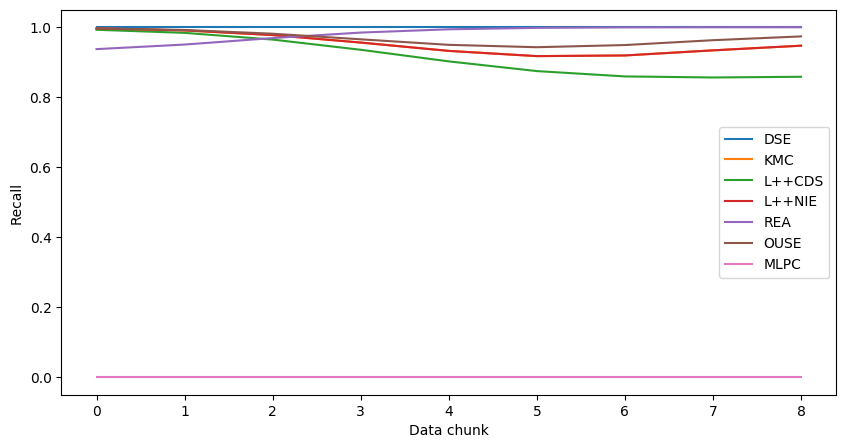 1.0
0.8
0.6
0.4
0.2
0.0
Recall
0 1 2 3 4 5 6 7 8
Data chunk
DSE
KMC
L++CDS
L++NIE
REA
OUSE
MLPC